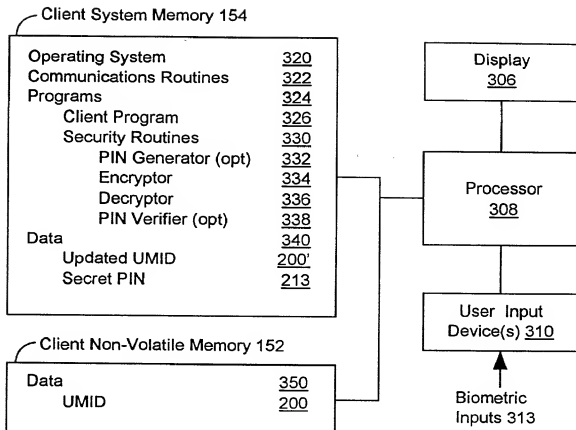 Client System Memory 154
Operating System 320
Communications Routines 322
Programs 324
Client Program 326
Security Routines 330
PIN Generator (opt) 332
Encryptor 334
Decryptor 336
PIN Verifier (opt) 338
Data 340
Updated UMID 200'
Secret PIN 213
Client Non-Volatile Memory 152
Data 350
UMID 200
Display
306
Processor
308
User Input
Device(s) 310
Biometric
Inputs 313